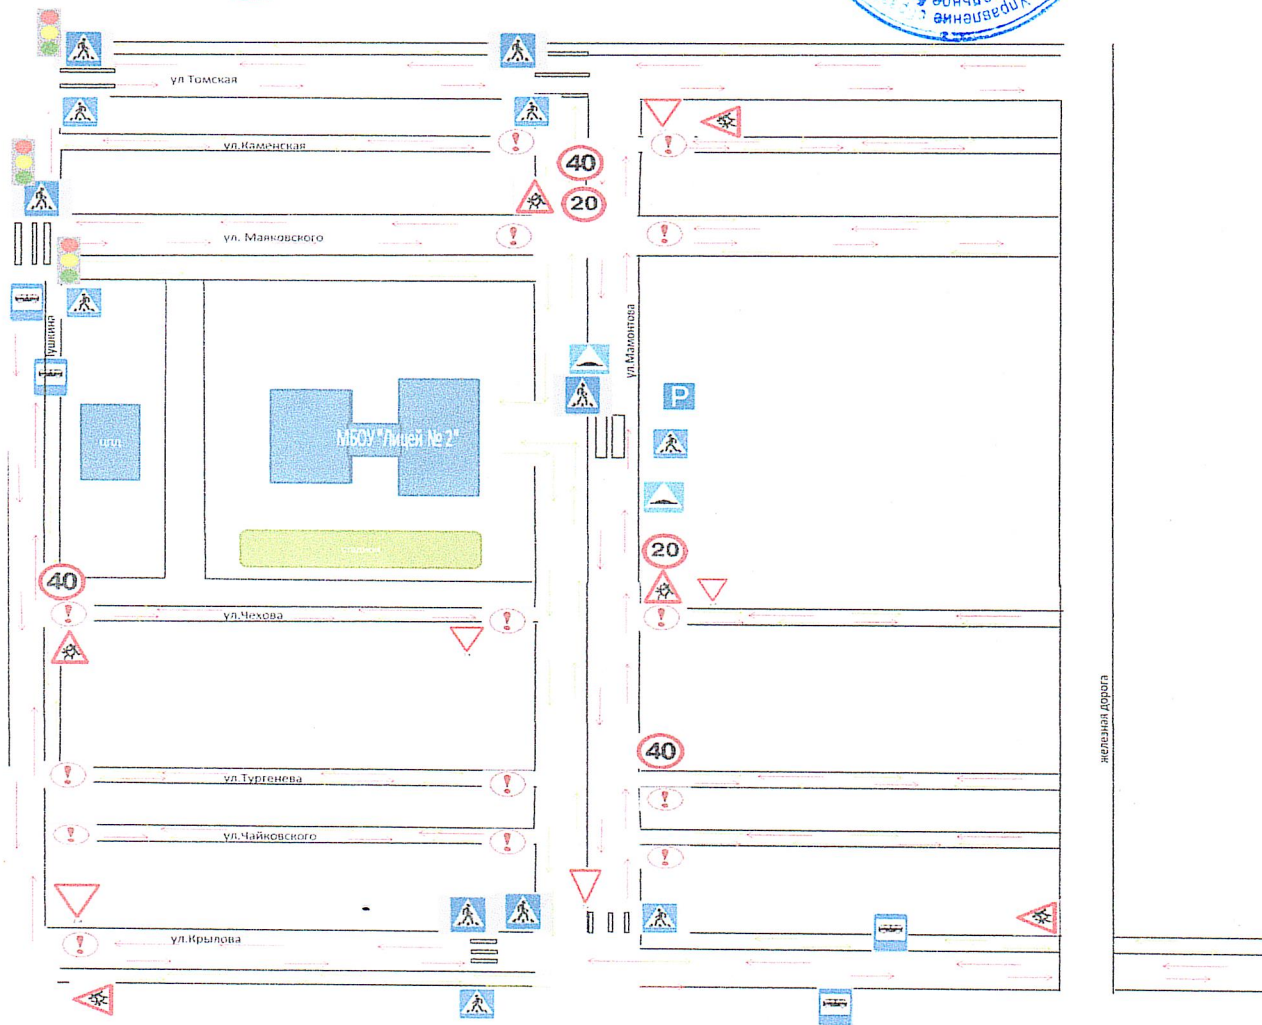 Управление
ул Томская
ул.Каменская
40
20
ул. Маяковского
ул.Мамонтова
P
МБОУ "Лицей № 2"
20
40
ул.Чехова
железная дорога
40
ул.Тургенева
ул.Чайковского
ул.Крылова